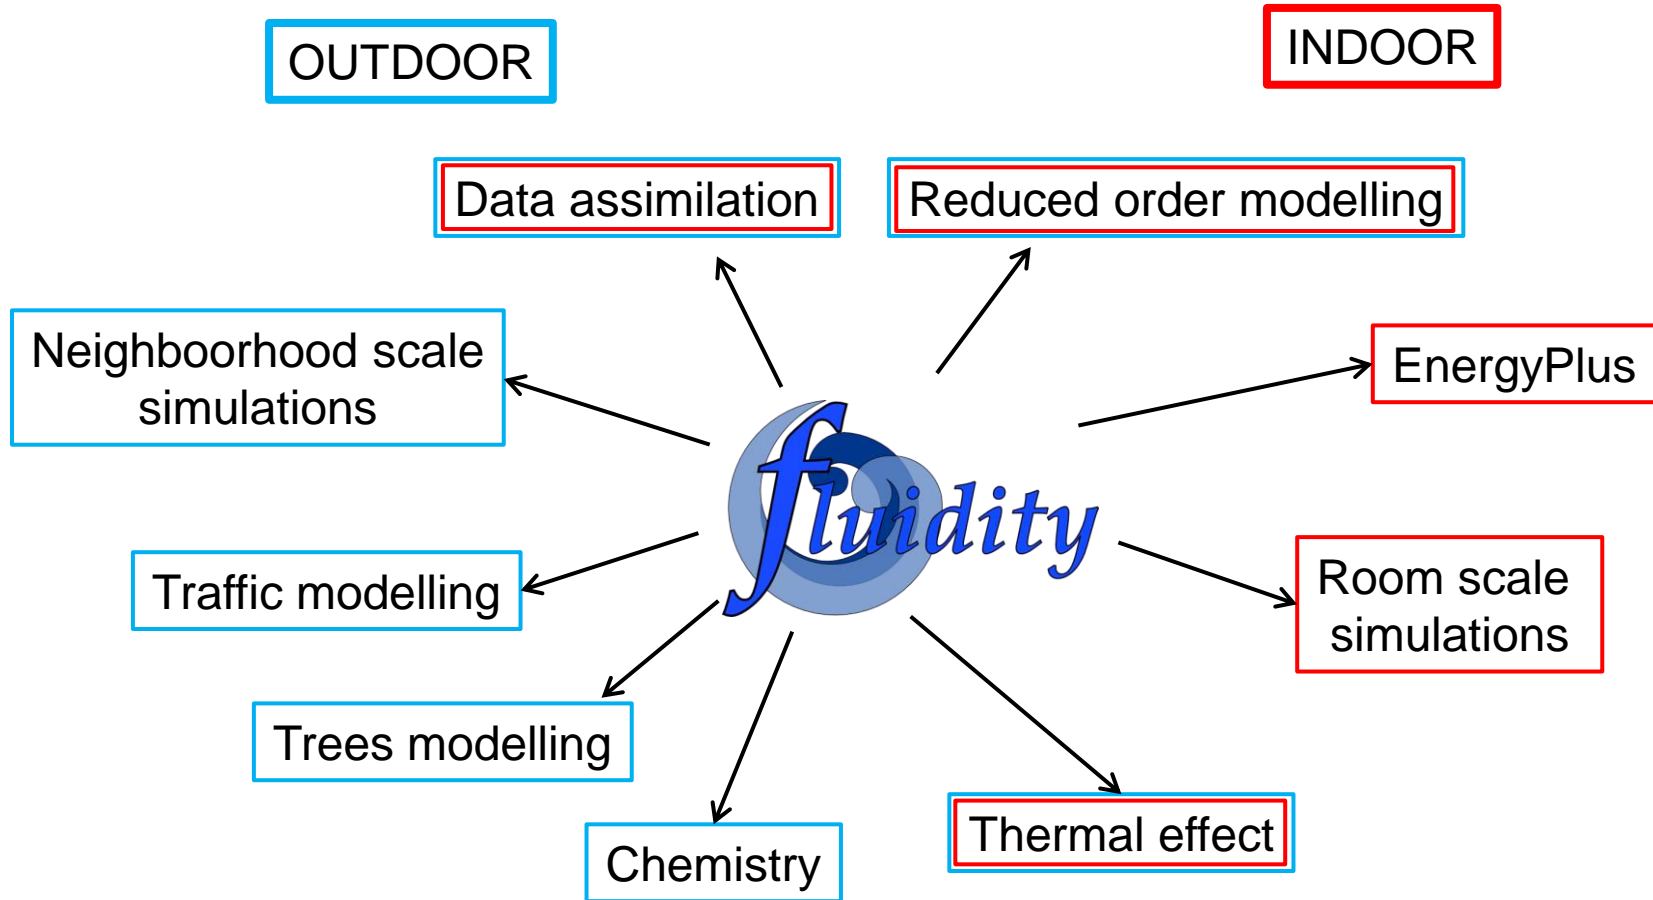 OUTDOOR
INDOOR
Data assimilation
Reduced order modelling
Neighboorhood scale
simulations
EnergyPlus
fluidity
Traffic modelling
Room scale
simulations
Trees modelling
Thermal effect
Chemistry